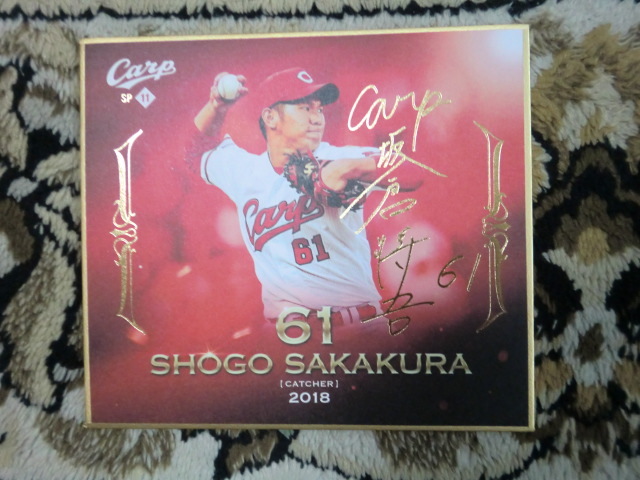 Carp
SP 11
Carp
坂倉将吾
61
C
Carp
61
61
SHOGO SAKAKURA
[CATCHER]
2018